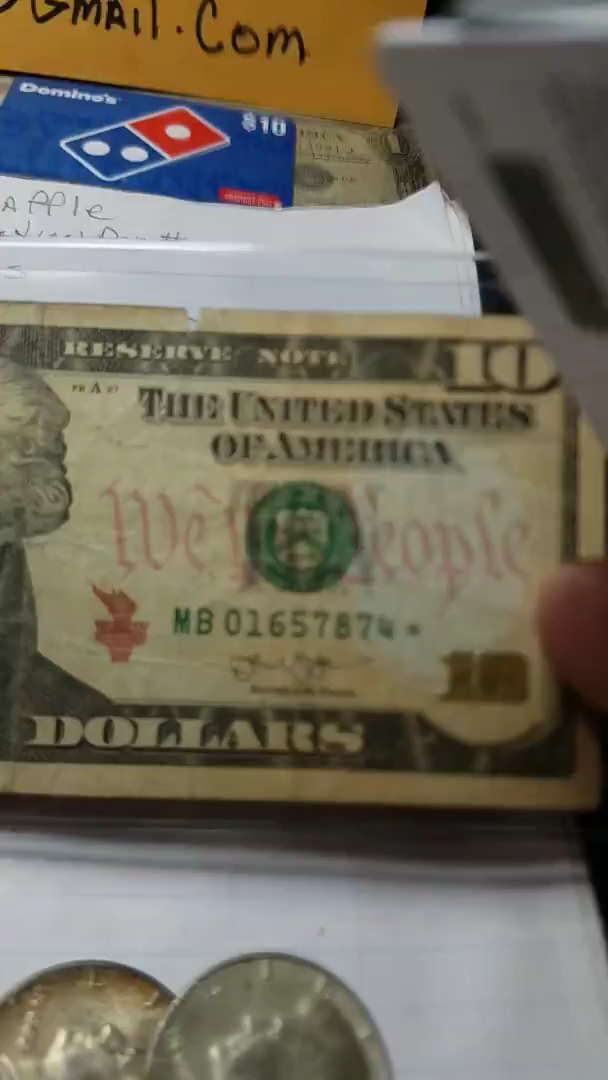 GMAIL.Com
Domino's
$10
Apple
RESERVE NOTE
10
THE UNITED STATES
OF AMERICA
We the People
MB 01657874 *
10
DOLLARS